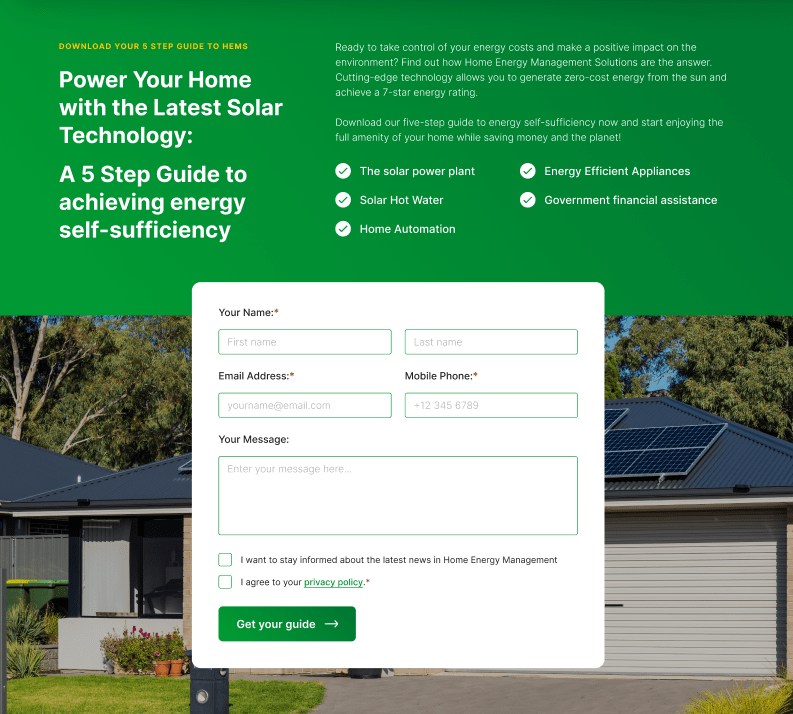 DOWNLOAD YOUR 5 STEP GUIDE TO HEMS
Power Your Home
with the Latest Solar
Technology:
A 5 Step Guide to
achieving energy
self-sufficiency
Ready to take control of your energy costs and make a positive impact on the
environment? Find out how Home Energy Management Solutions are the answer.
Cutting-edge technology allows you to generate zero-cost energy from the sun and
achieve a 7-star energy rating.
Download our five-step guide to energy self-sufficiency now and start enjoying the
full amenity of your home while saving money and the planet!
The solar power plant
Energy Efficient Appliances
Solar Hot Water
Government financial assistance
Home Automation
Your Name:*
First name
Last name
Email Address:*
Mobile Phone:*
yourname@email.com
+12 345 6789
Your Message:
Enter your message here...
I want to stay informed about the latest news in Home Energy Management
I agree to your privacy policy.*
Get your guide →